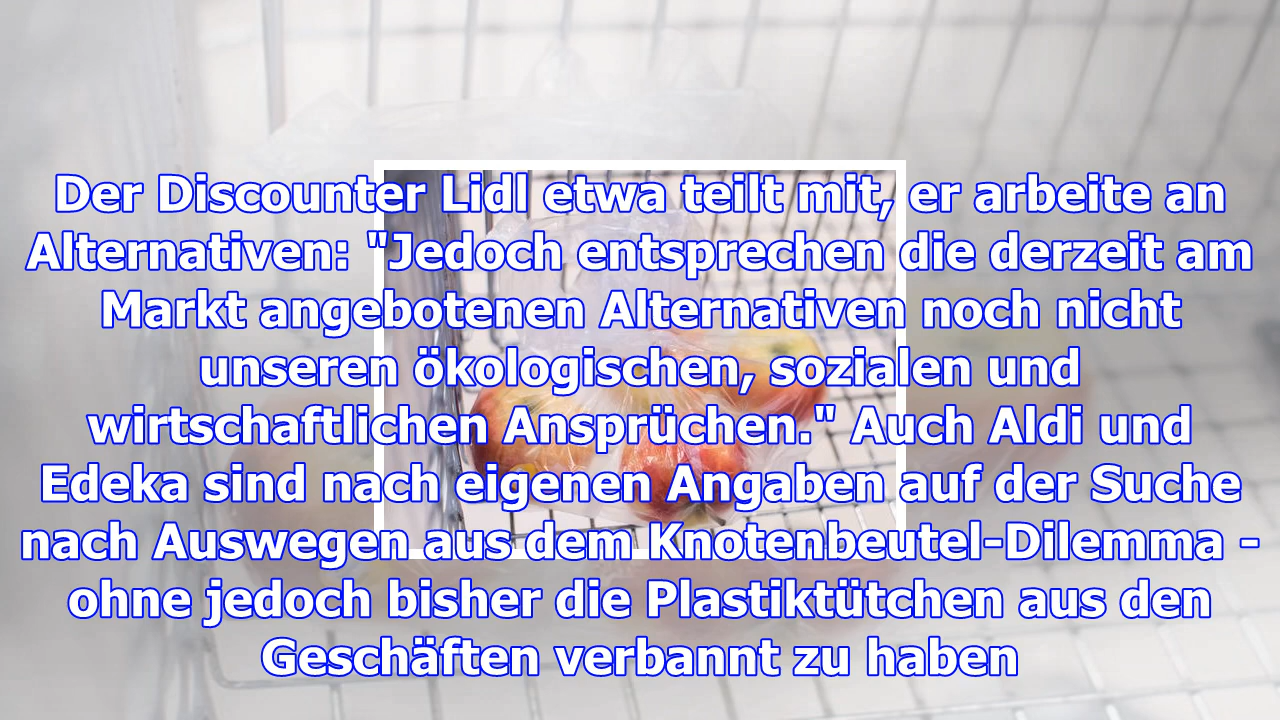 Der Discounter Lidl etwa teilt mit, er arbeite an
Alternativen: "Jedoch entsprechen die derzeit am
Markt angebotenen Alternativen noch nicht
unseren ökologischen, sozialen und
wirtschaftlichen Ansprüchen." Auch Aldi und
Edeka sind nach eigenen Angaben auf der Suche
nach Auswegen aus dem Knotenbeutel-Dilemma -
ohne jedoch bisher die Plastiktütchen aus den
Geschäften verbannt zu haben